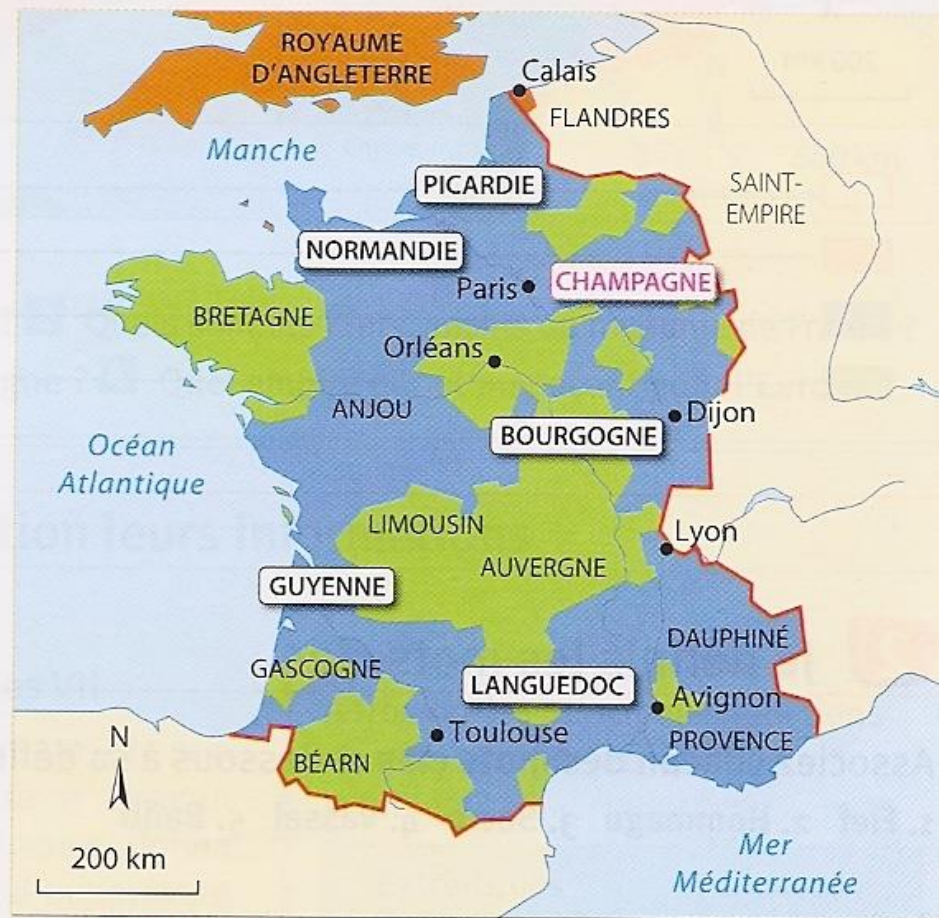 ROYAUME
D'ANGLETERRE
Calais
FLANDRES
Manche
PICARDIE
SAINT-
EMPIRE
NORMANDIE
Paris
CHAMPAGNE
BRETAGNE
Orléans
ANJOU
Dijon
BOURGOGNE
Océan
Atlantique
LIMOUSIN
Lyon
AUVERGNE
GUYENNE
DAUPHINÉ
GASCOGNE
LANGUEDOC
Avignon
N
Toulouse
PROVENCE
BÉARN
200 km
Mer
Méditerranée